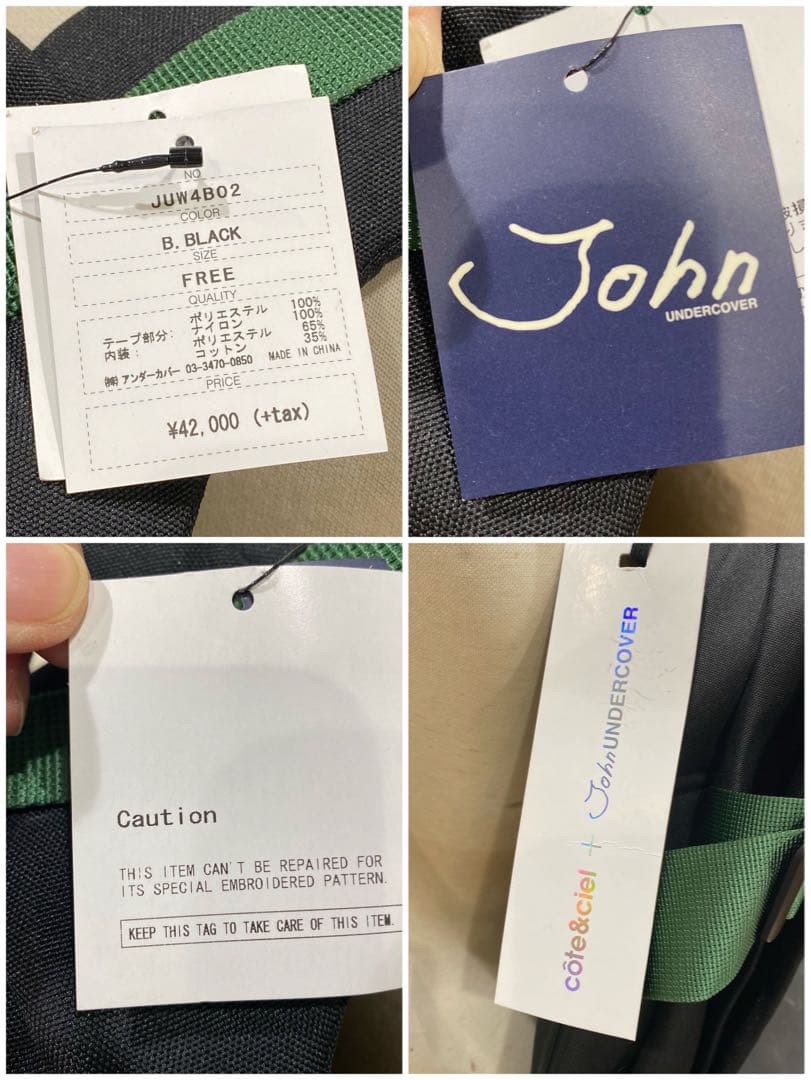 NO
JUW4B02
COLOR
B. BLACK
SIZE
FREE
QUALITY
ポリエステル 100%
テープ部分: ナイロン 100%
内装: ポリエステル 65%
コットン 35%
㈱ アンダーカバー 03-3470-0850 MADE IN CHINA
PRICE
¥42,000 (+tax)
John
UNDERCOVER
Caution
THIS ITEM CAN'T BE REPAIRED FOR
ITS SPECIAL EMBROIDERED PATTERN.
KEEP THIS TAG TO TAKE CARE OF THIS ITEM.
côte&ciel + John UNDERCOVER